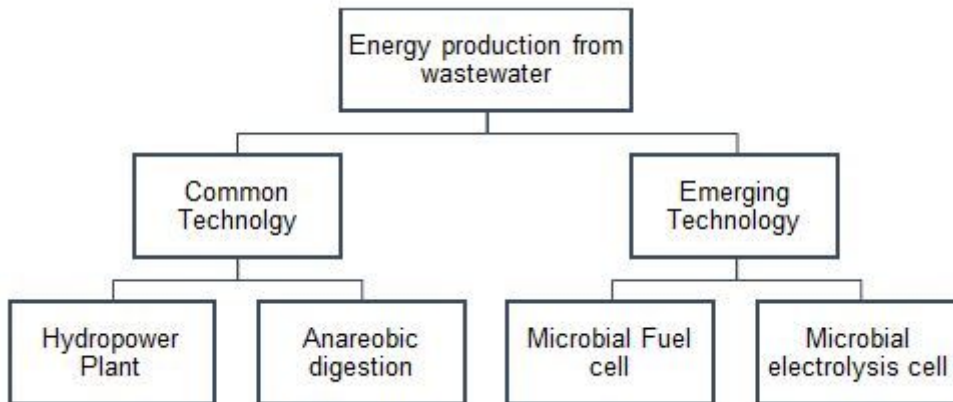 Energy production from
wastewater
Common
Technolgy
Emerging
Technology
Hydropower
Plant
Anareobic
digestion
Microbial Fuel
cell
Microbial
electrolysis cell